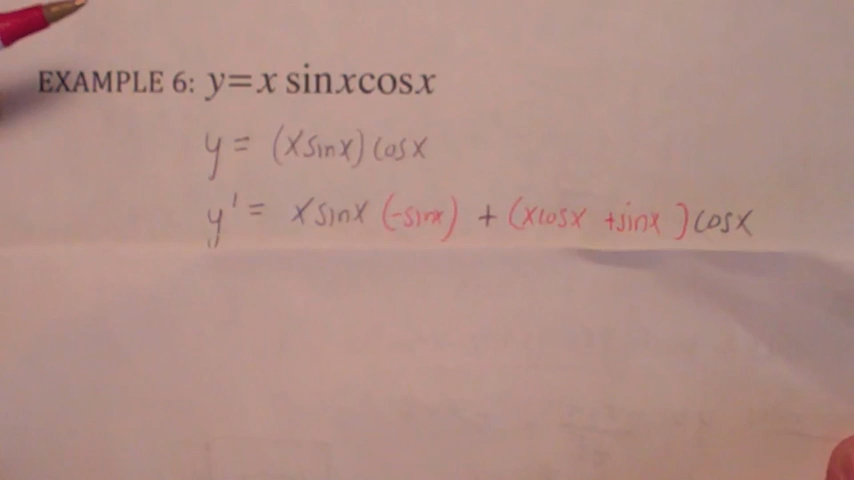 EXAMPLE 6: y=x sinxcosx
y = (xsinx) cosx
y' = xsinx (-sinx) + (xcosx +sinx) cosx